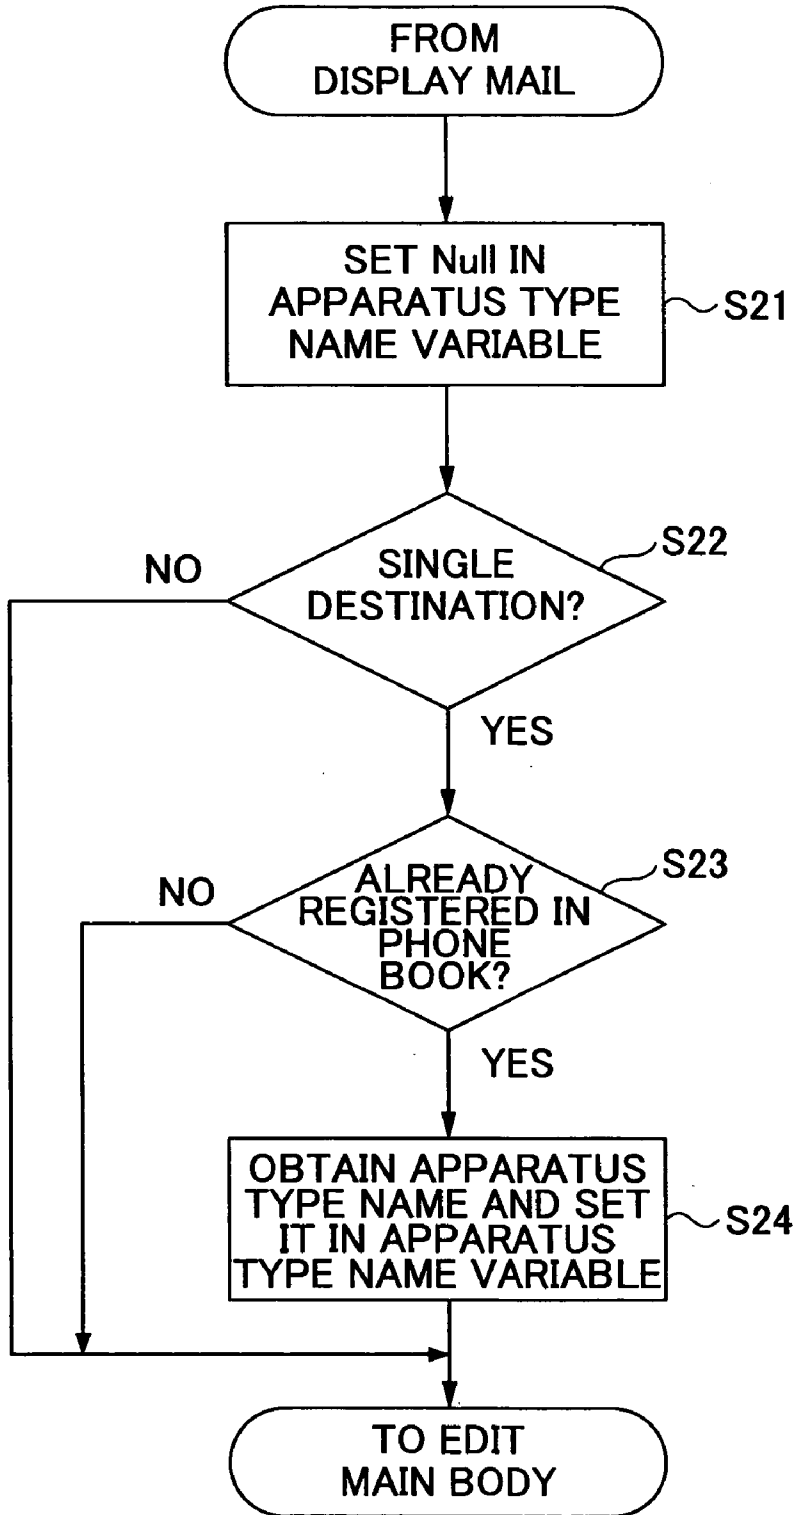 FROM
DISPLAY MAIL
SET Null IN
APPARATUS TYPE
NAME VARIABLE
S21
S22
NO
SINGLE
DESTINATION?
YES
S23
NO
ALREADY
REGISTERED IN
PHONE
BOOK?
YES
OBTAIN APPARATUS
TYPE NAME AND SET
IT IN APPARATUS
TYPE NAME VARIABLE
S24
TO EDIT
MAIN BODY